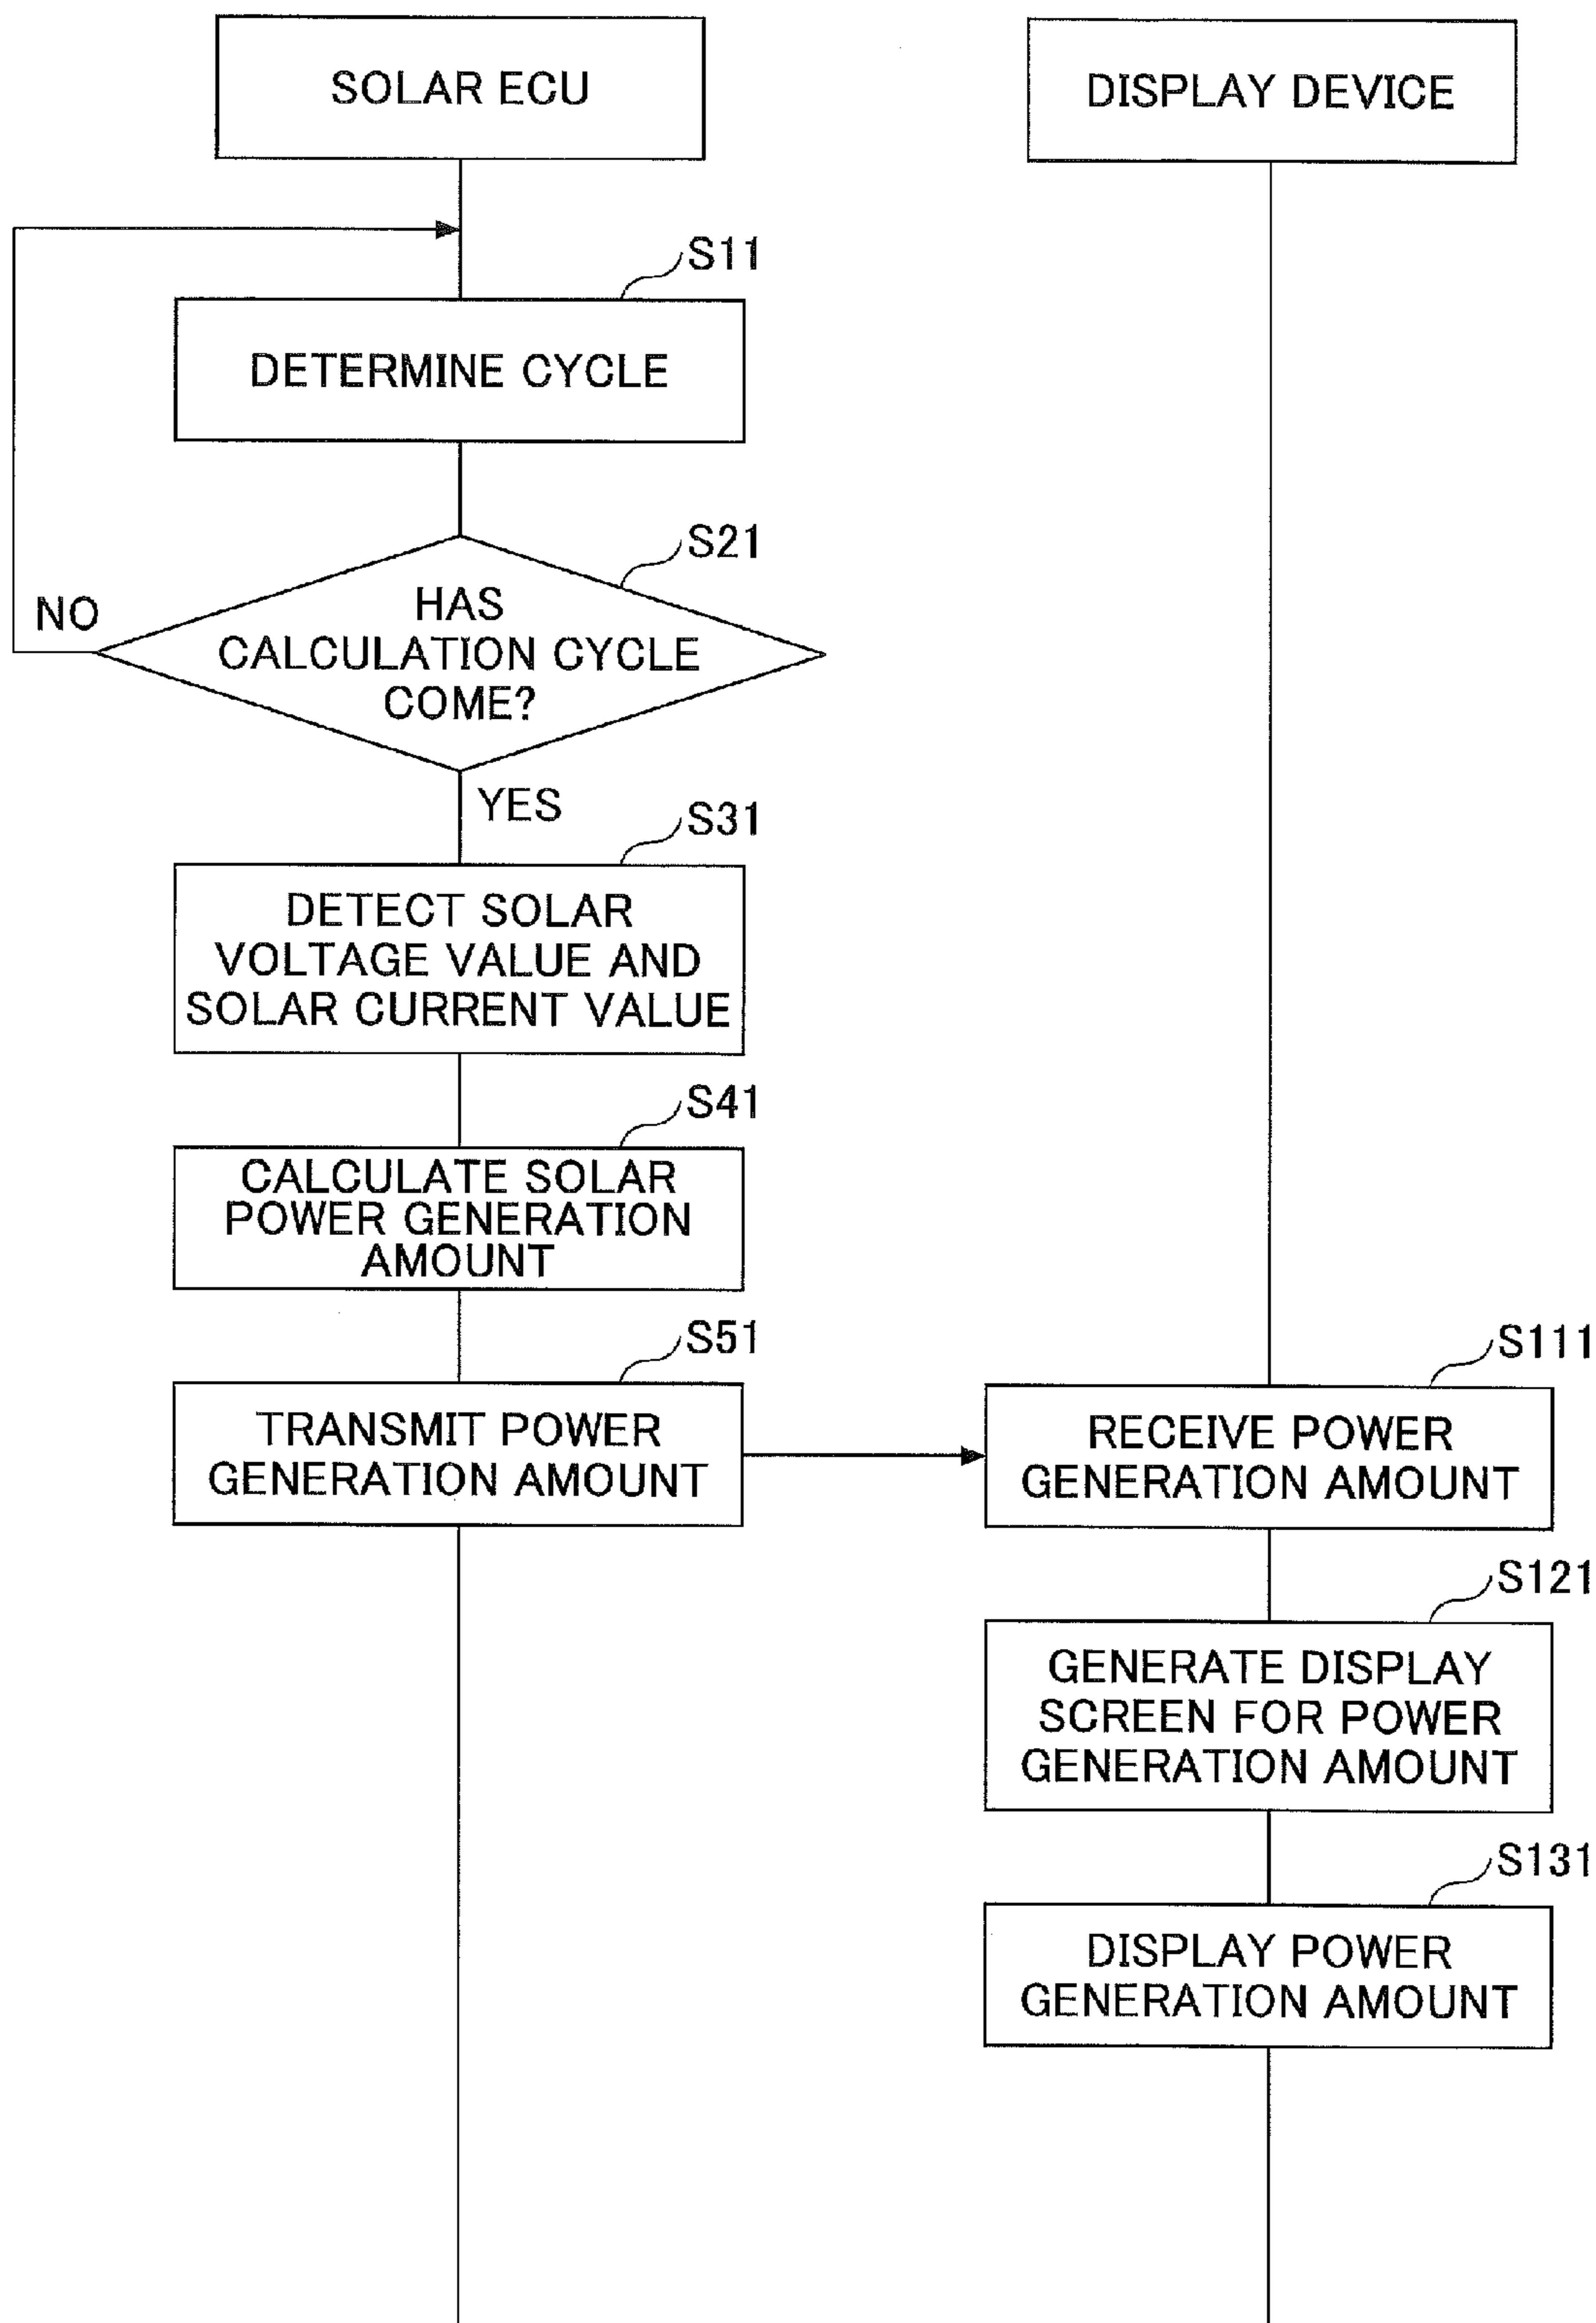 SOLAR ECU
DISPLAY DEVICE
S11
DETERMINE CYCLE
S21
HAS
CALCULATION CYCLE
COME?
NO
YES
S31
DETECT SOLAR
VOLTAGE VALUE AND
SOLAR CURRENT VALUE
S41
CALCULATE SOLAR
POWER GENERATION
AMOUNT
S51
TRANSMIT POWER
GENERATION AMOUNT
S111
RECEIVE POWER
GENERATION AMOUNT
S121
GENERATE DISPLAY
SCREEN FOR POWER
GENERATION AMOUNT
S131
DISPLAY POWER
GENERATION AMOUNT